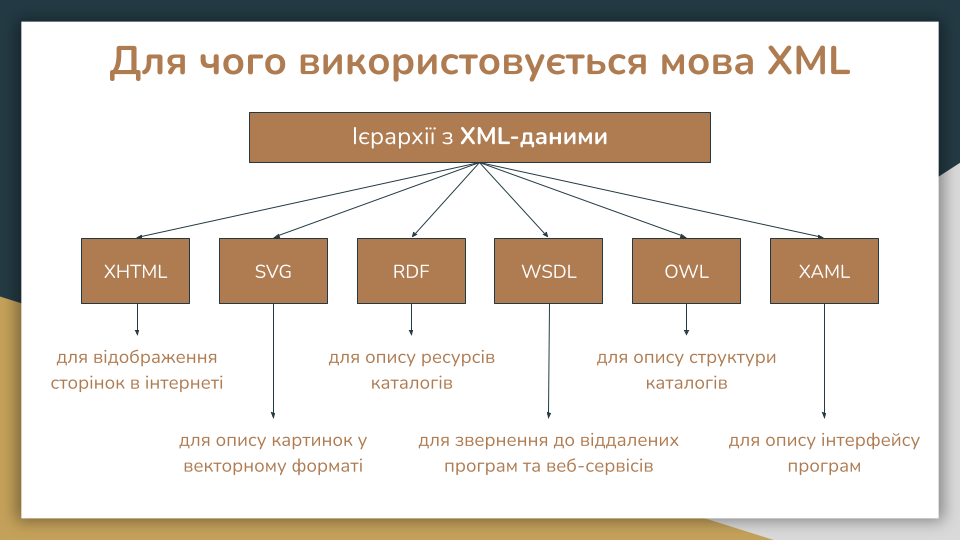 Для чого використовується мова XML
Ієрархії з XML-даними
XHTML
SVG
RDF
WSDL
OWL
XAML
для відображення
сторінок в інтернеті
для опису ресурсів
каталогів
для опису структури
каталогів
для опису картинок у
векторному форматі
для звернення до віддалених
програм та веб-сервісів
для опису інтерфейсу
програм